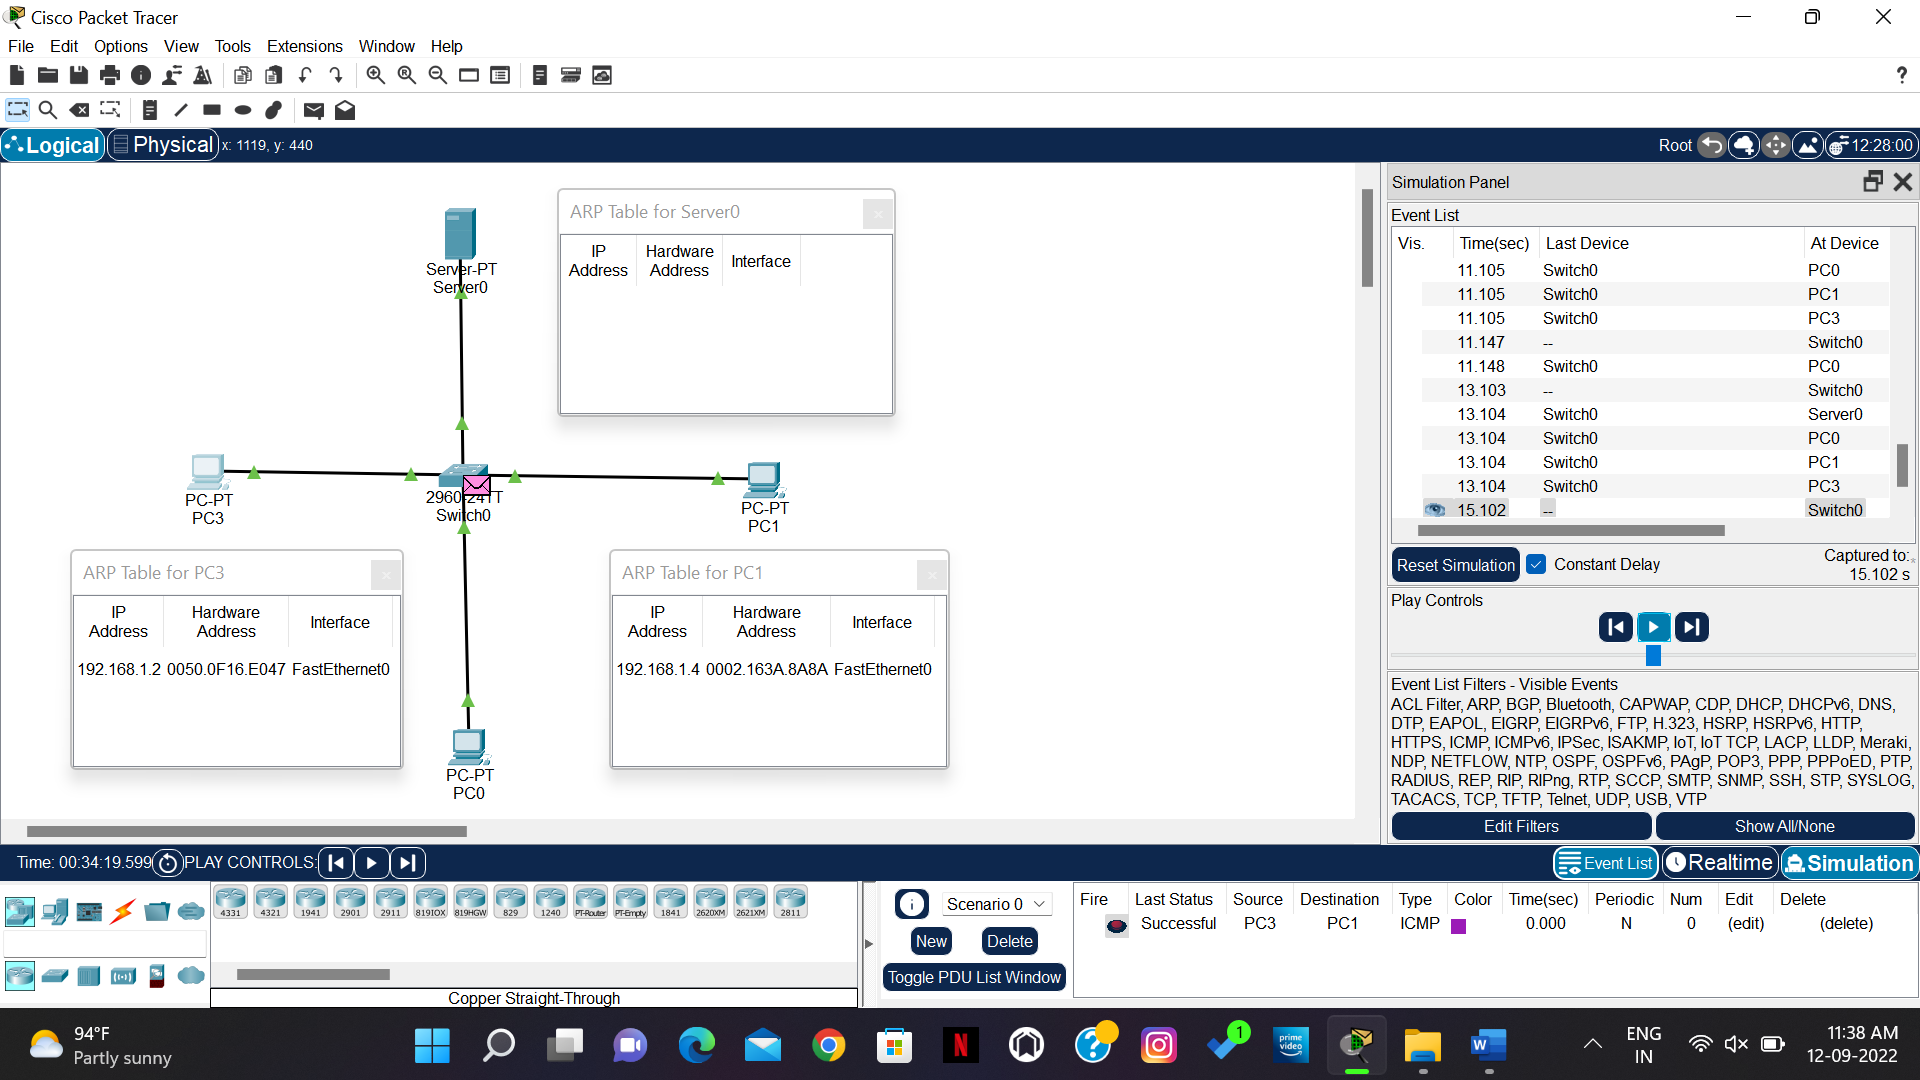 Cisco Packet Tracer
File Edit Options View Tools Extensions Window Help
?
Logical Physical x: 1119, y: 440 Root 12:28:00
Server-PT
Server0
ARP Table for Server0
IP Address Hardware Address Interface
PC-PT
PC3
2960-24TT
Switch0
PC-PT
PC1
ARP Table for PC3
IP Address Hardware Address Interface
192.168.1.2 0050.0F16.E047 FastEthernet0
ARP Table for PC1
IP Address Hardware Address Interface
192.168.1.4 0002.163A.8A8A FastEthernet0
PC-PT
PC0
Simulation Panel
Event List
Vis. Time(sec) Last Device At Device
11.105 Switch0 PC0
11.105 Switch0 PC1
11.105 Switch0 PC3
11.147 -- Switch0
11.148 Switch0 PC0
13.103 -- Switch0
13.104 Switch0 Server0
13.104 Switch0 PC0
13.104 Switch0 PC1
13.104 Switch0 PC3
15.102 -- Switch0
Reset Simulation Constant Delay Captured to:
15.102 s
Play Controls
Event List Filters - Visible Events
ACL Filter, ARP, BGP, Bluetooth, CAPWAP, CDP, DHCP, DHCPv6, DNS,
DTP, EAPOL, EIGRP, EIGRPv6, FTP, H.323, HSRP, HSRPv6, HTTP,
HTTPS, ICMP, ICMPv6, IPSec, ISAKMP, IoT, IoT TCP, LACP, LLDP, Meraki,
NDP, NETFLOW, NTP, OSPF, OSPFv6, PAgP, POP3, PPP, PPPoED, PTP,
RADIUS, REP, RIP, RIPng, RTP, SCCP, SMTP, SNMP, SSH, STP, SYSLOG,
TACACS, TCP, TFTP, Telnet, UDP, USB, VTP
Edit Filters Show All/None
Time: 00:34:19.599 PLAY CONTROLS: Event List Realtime Simulation
4331 4321 1941 2901 2911 819IOX 819HGW 829 1240 PT-Router PT-Empty 1841 2620XM 2621XM 2811
Copper Straight-Through
Scenario 0
New Delete
Toggle PDU List Window
Fire Last Status Source Destination Type Color Time(sec) Periodic Num Edit Delete
Successful PC3 PC1 ICMP 0.000 N 0 (edit) (delete)
94°F
Partly sunny
1
prime video
ENG
IN
11:38 AM
12-09-2022